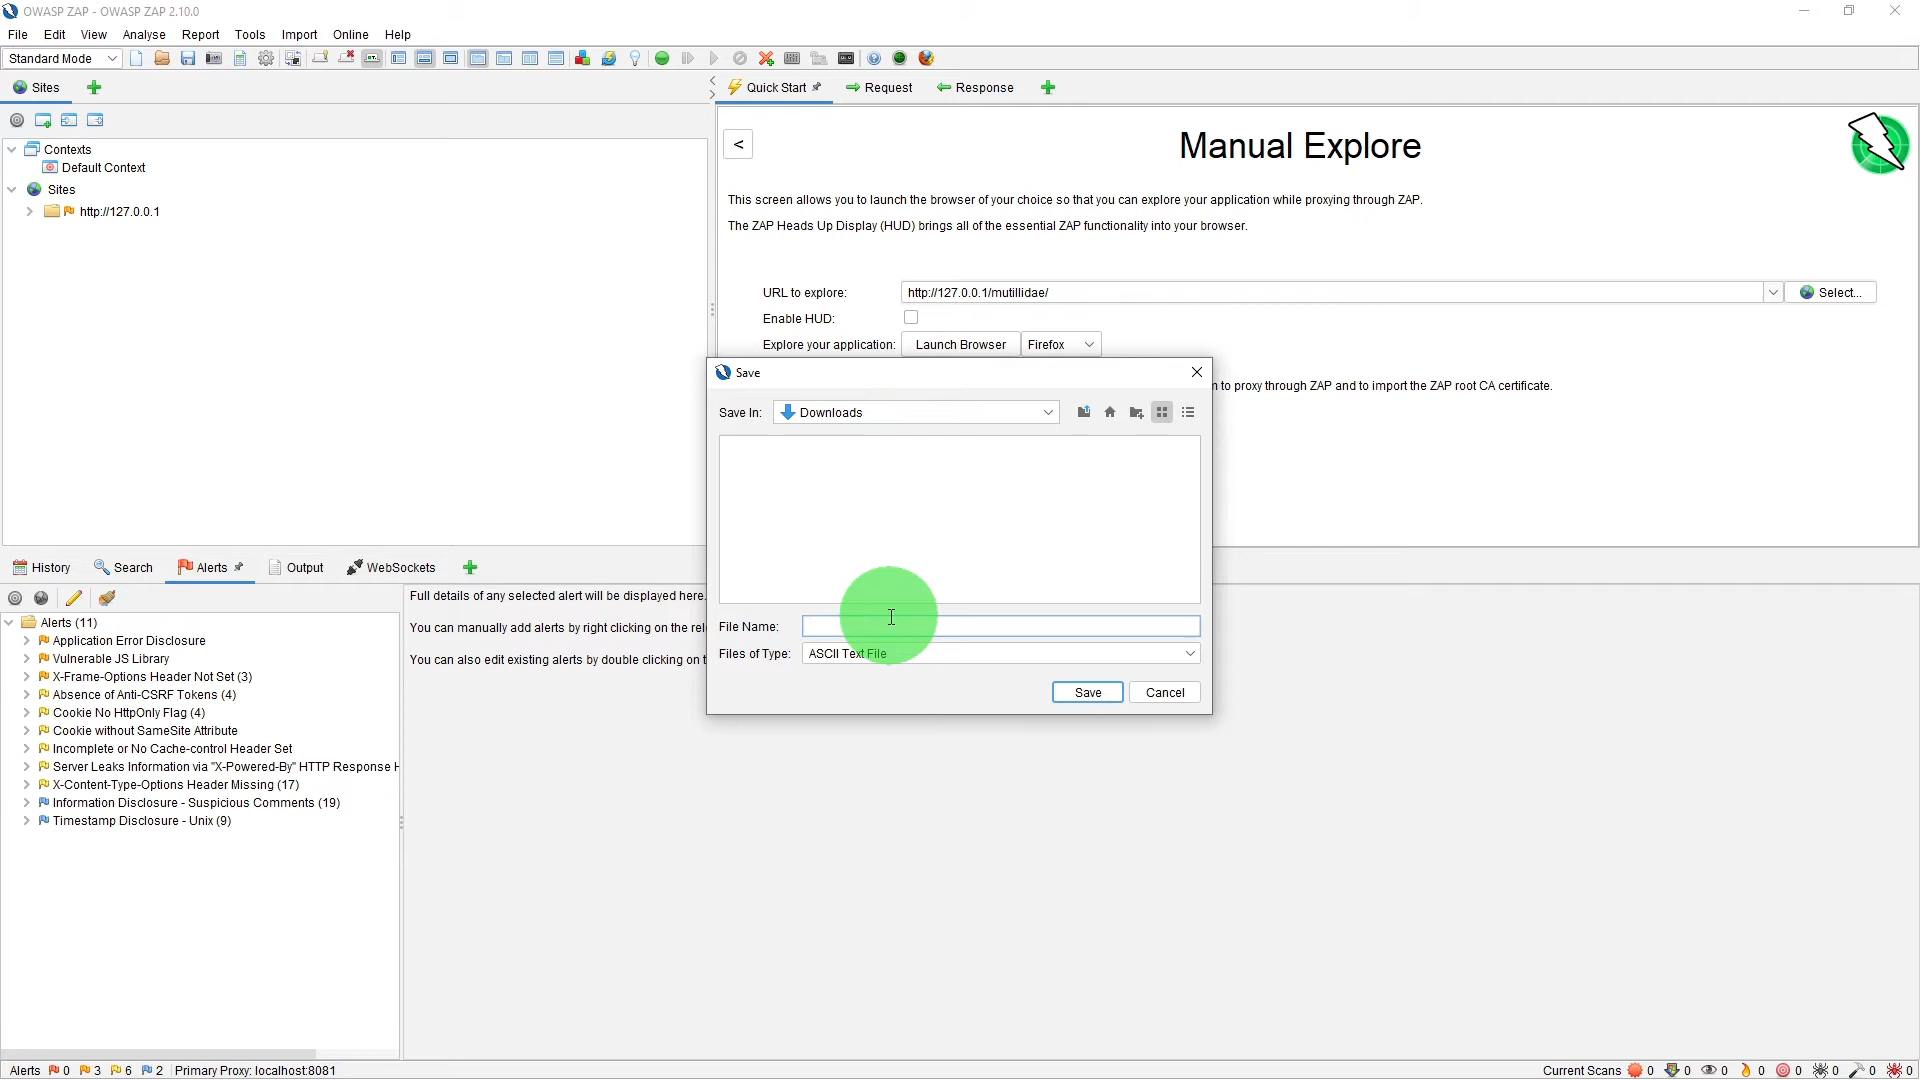 OWASP ZAP - OWASP ZAP 2.10.0
File Edit View Analyse Report Tools Import Online Help
Standard Mode
Sites
Quick Start Request Response
< Manual Explore
Contexts
Default Context
Sites
http://127.0.0.1
This screen allows you to launch the browser of your choice so that you can explore your application while proxying through ZAP.
The ZAP Heads Up Display (HUD) brings all of the essential ZAP functionality into your browser.
URL to explore: http://127.0.0.1/mutillidae/ Select...
Enable HUD:
Explore your application: Launch Browser Firefox
n to proxy through ZAP and to import the ZAP root CA certificate.
Save
Save In: Downloads
File Name:
Files of Type: ASCII Text File
Save Cancel
History Search Alerts Output WebSockets
Full details of any selected alert will be displayed here.
You can manually add alerts by right clicking on the rel
You can also edit existing alerts by double clicking on t
Alerts (11)
Application Error Disclosure
Vulnerable JS Library
X-Frame-Options Header Not Set (3)
Absence of Anti-CSRF Tokens (4)
Cookie No HttpOnly Flag (4)
Cookie without SameSite Attribute
Incomplete or No Cache-control Header Set
Server Leaks Information via "X-Powered-By" HTTP Response H
X-Content-Type-Options Header Missing (17)
Information Disclosure - Suspicious Comments (19)
Timestamp Disclosure - Unix (9)
Alerts 0 3 6 2 Primary Proxy: localhost:8081 Current Scans 0 0 0 0 0 0 0 0